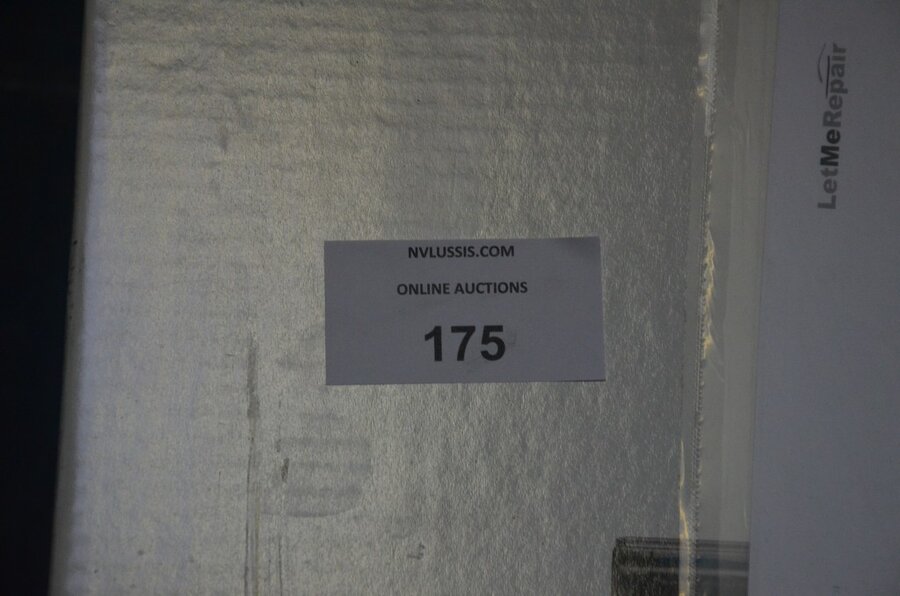 NVLUSSIS.COM
ONLINE AUCTIONS
175
LetMeRepair